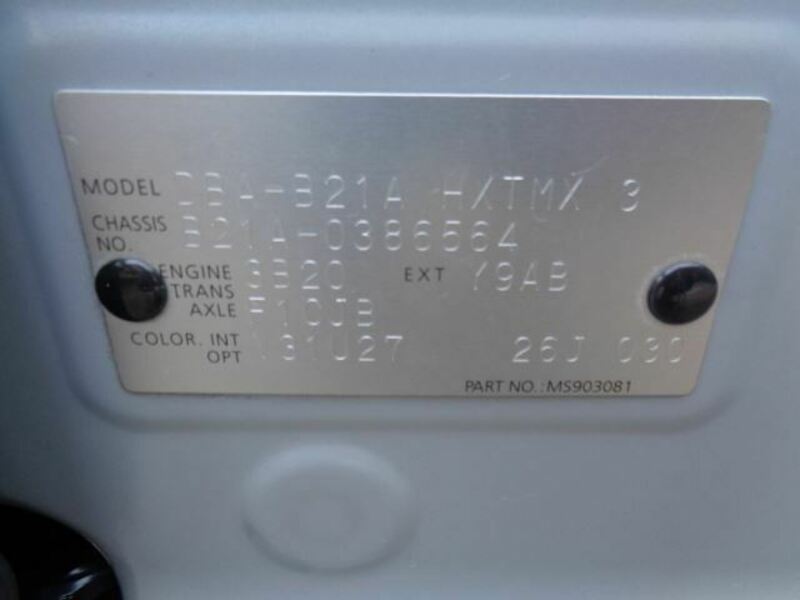 MODEL DBA-B21A HXTMX 3
CHASSIS NO. B21A-0386564
ENGINE 3B20 EXT Y9AB
TRANS AXLE F1CJB
COLOR. INT OPT V31U27 26J 030
PART NO.: MS903081